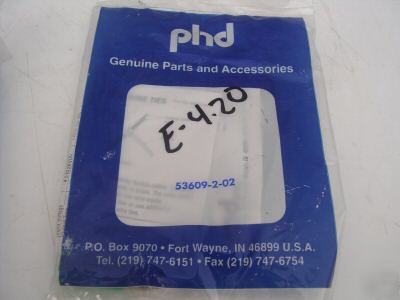 phd
Genuine Parts and Accessories
E-4-20
53609-2-02
P.O. Box 9070 • Fort Wayne, IN 46899 U.S.A.
Tel. (219) 747-6151 • Fax (219) 747-6754